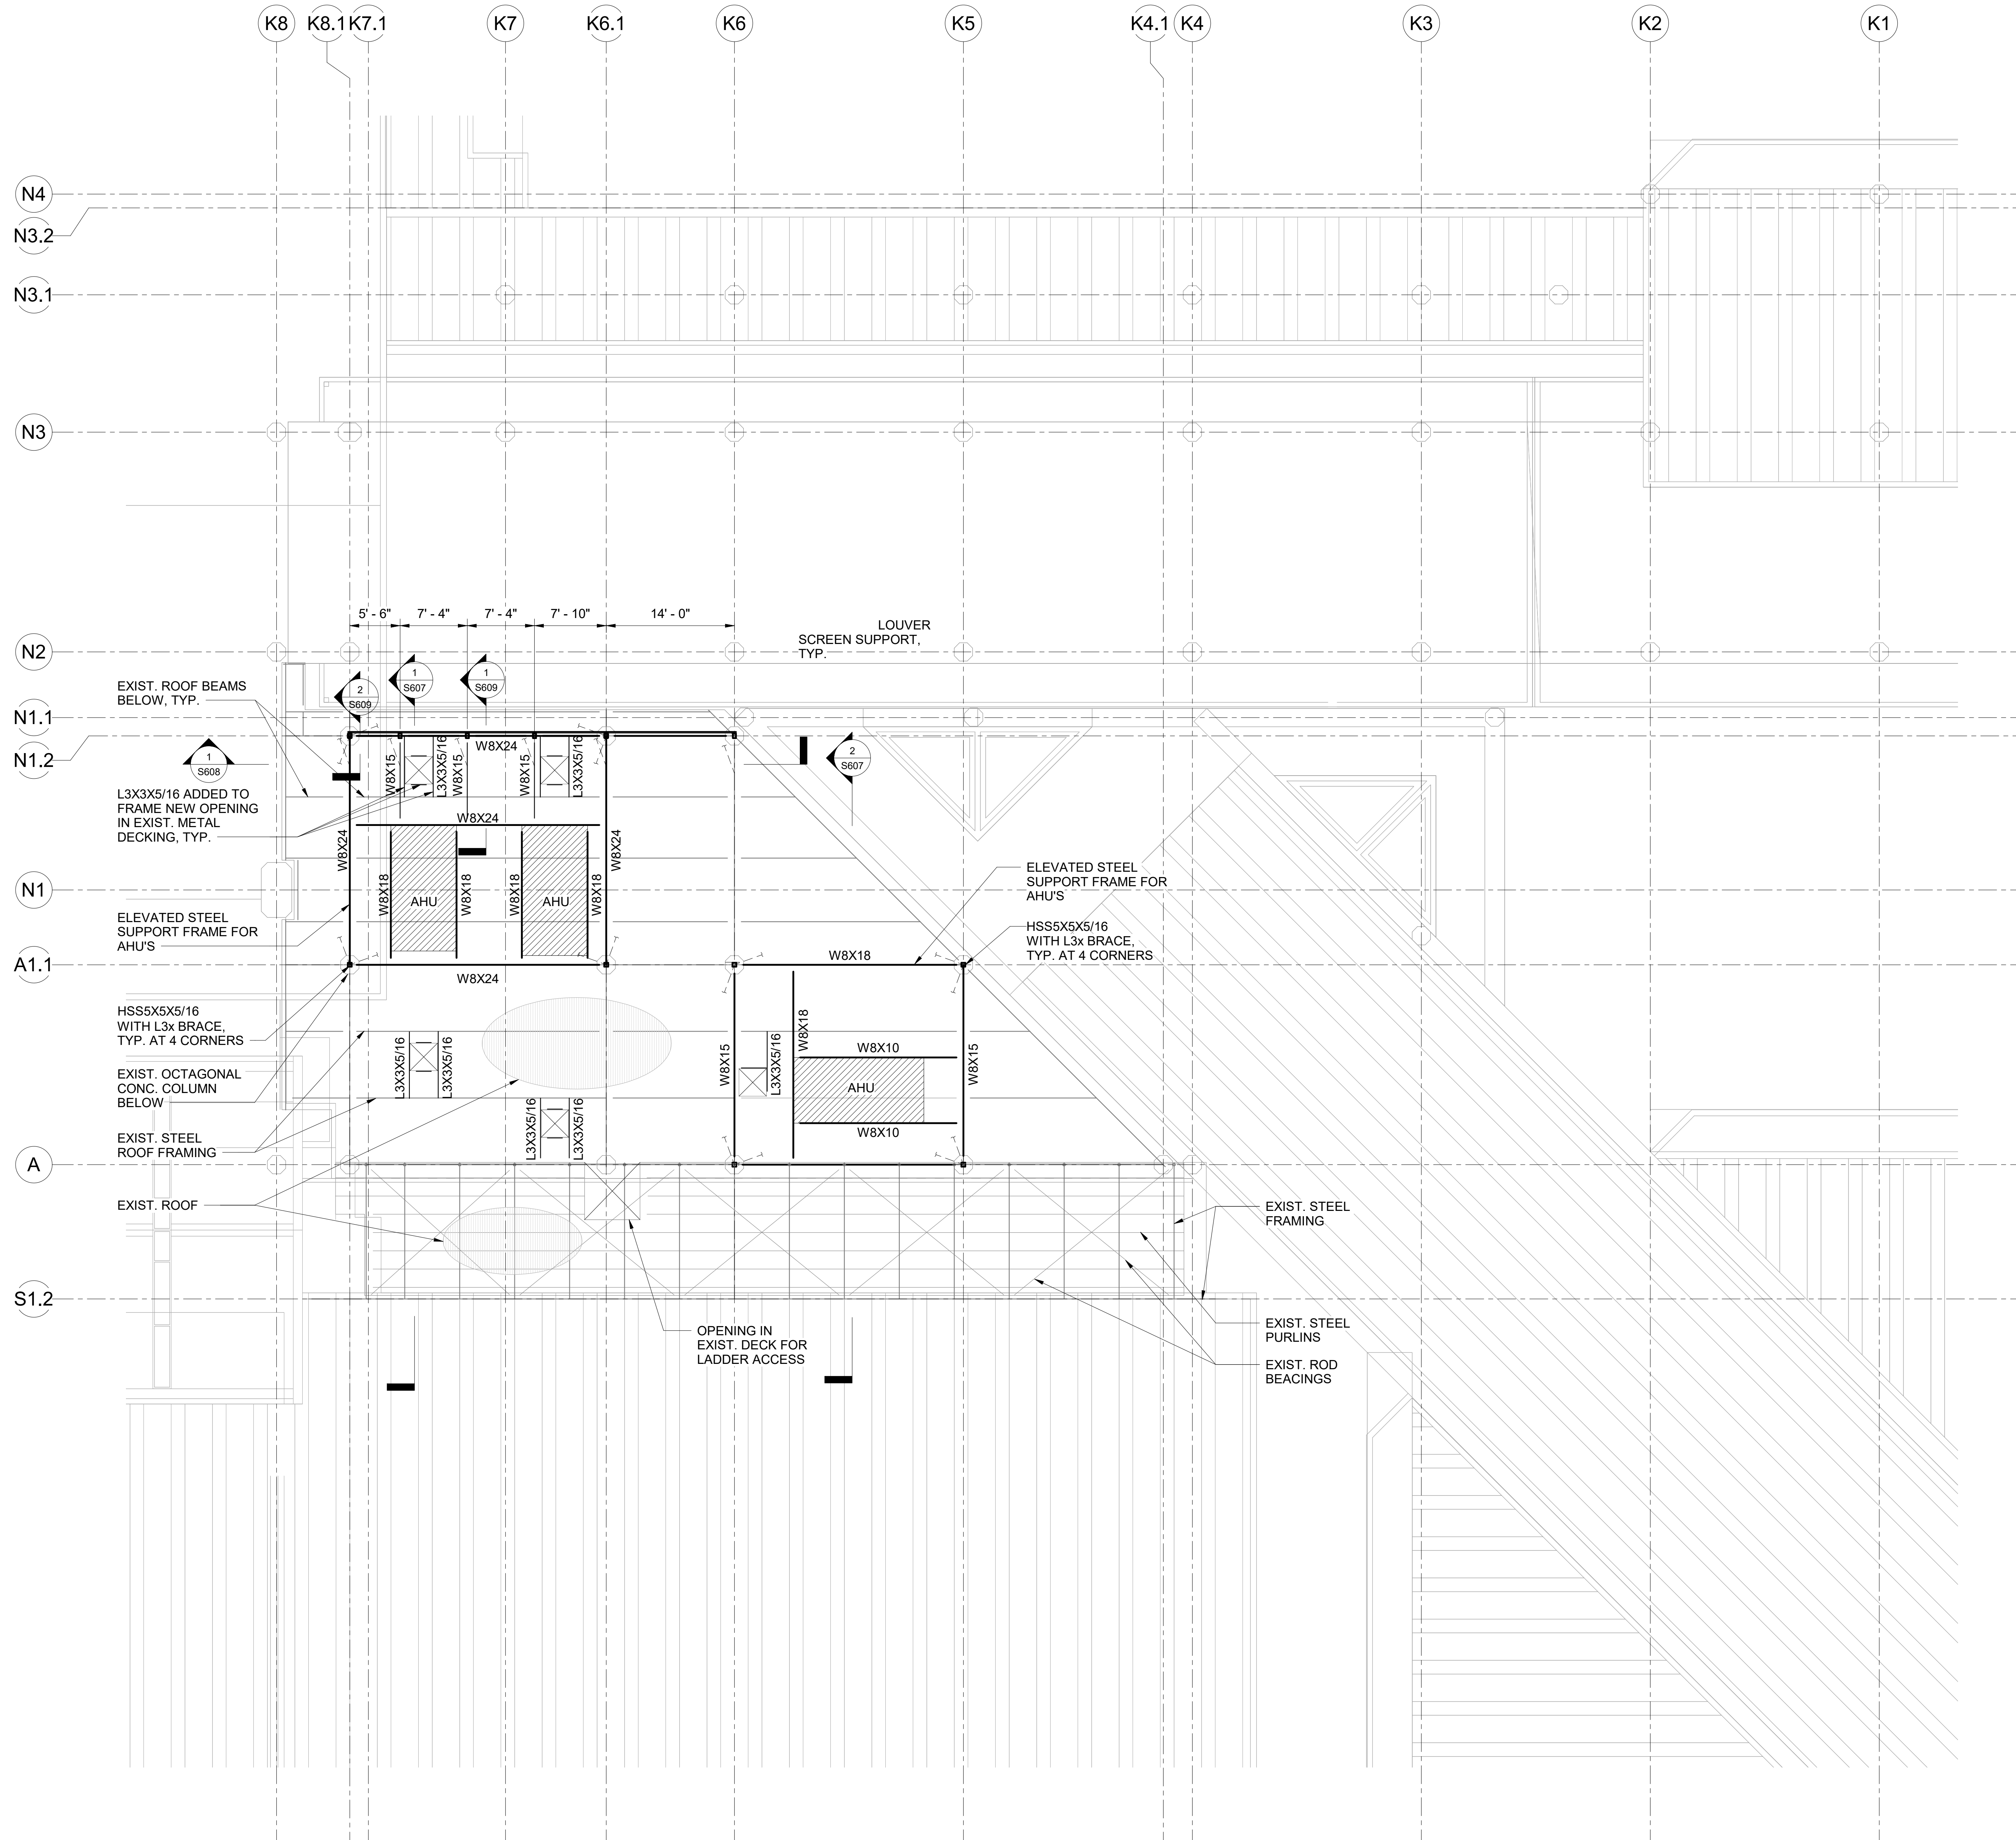 K8
K8.1
K7.1
K7
K6.1
K6
K5
K4.1
K4
K3
K2
K1
N4
N3.2
N3.1
N3
N2
N1.1
N1.2
N1
A1.1
A
S1.2
5' - 6"
7' - 4"
7' - 4"
7' - 10"
14' - 0"
LOUVER
SCREEN SUPPORT,
TYP.
1
S607
1
S609
2
S609
1
S608
2
S607
EXIST. ROOF BEAMS
BELOW, TYP.
L3X3X5/16 ADDED TO
FRAME NEW OPENING
IN EXIST. METAL
DECKING, TYP.
ELEVATED STEEL
SUPPORT FRAME FOR
AHU'S
HSS5X5X5/16
WITH L3x BRACE,
TYP. AT 4 CORNERS
EXIST. OCTAGONAL
CONC. COLUMN
BELOW
EXIST. STEEL
ROOF FRAMING
EXIST. ROOF
W8X24
W8X15
L3X3X5/16
W8X15
W8X15
L3X3X5/16
W8X24
W8X24
W8X24
W8X18
AHU
W8X18
W8X18
AHU
W8X18
W8X24
L3X3X5/16
L3X3X5/16
L3X3X5/16
L3X3X5/16
W8X18
W8X15
L3X3X5/16
W8X18
W8X10
AHU
W8X10
W8X15
ELEVATED STEEL
SUPPORT FRAME FOR
AHU'S
HSS5X5X5/16
WITH L3x BRACE,
TYP. AT 4 CORNERS
OPENING IN
EXIST. DECK FOR
LADDER ACCESS
EXIST. STEEL
FRAMING
EXIST. STEEL
PURLINS
EXIST. ROD
BEACINGS